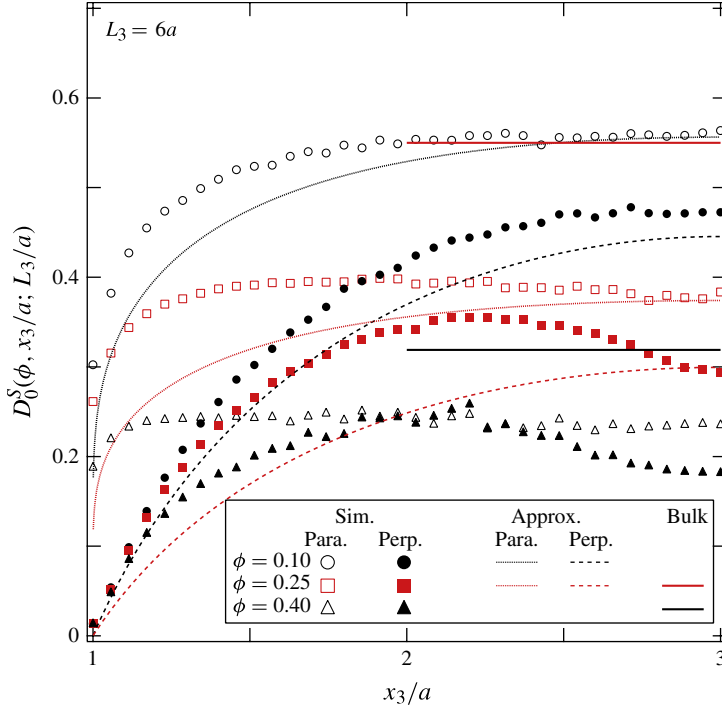 L₃ = 6a
0.6
0.4
0.2
0
D₀ˢ(ϕ, x₃/a; L₃/a)
Sim. Approx. Bulk
Para. Perp. Para. Perp.
ϕ = 0.10
ϕ = 0.25
ϕ = 0.40
1 2 3
x₃/a